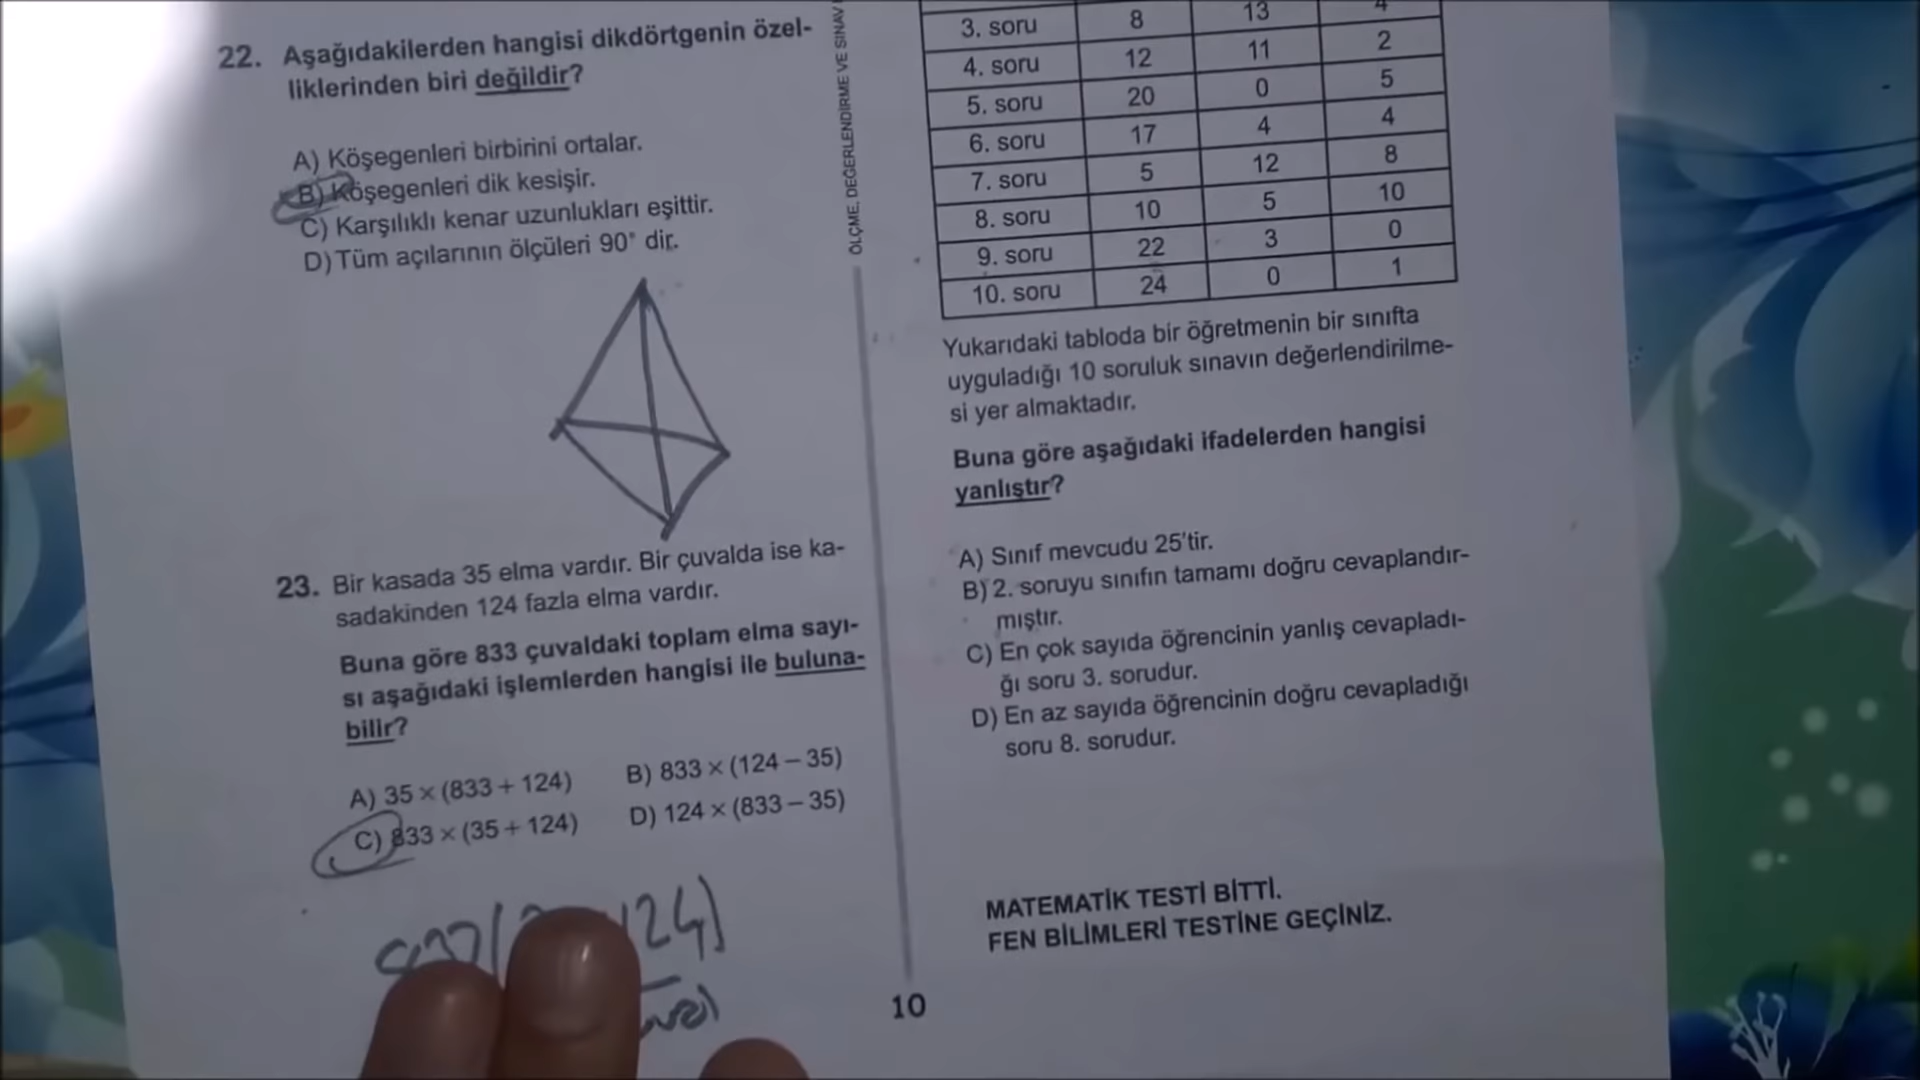 22. Aşağıdakilerden hangisi dikdörtgenin özel-
liklerinden biri değildir?
A) Köşegenleri birbirini ortalar.
B) Köşegenleri dik kesişir.
C) Karşılıklı kenar uzunlukları eşittir.
D) Tüm açılarının ölçüleri 90° dir.
23. Bir kasada 35 elma vardır. Bir çuvalda ise ka-
sadakinden 124 fazla elma vardır.
Buna göre 833 çuvaldaki toplam elma sayı-
sı aşağıdaki işlemlerden hangisi ile buluna-
bilir?
A) 35 × (833 + 124) B) 833 × (124 – 35)
C) 833 × (35 + 124) D) 124 × (833 – 35)
124)
ÖLÇME, DEĞERLENDİRME VE SINAV
3. soru 8 13 4
4. soru 12 11 2
5. soru 20 0 5
6. soru 17 4 4
7. soru 5 12 8
8. soru 10 5 10
9. soru 22 3 0
10. soru 24 0 1
Yukarıdaki tabloda bir öğretmenin bir sınıfta
uyguladığı 10 soruluk sınavın değerlendirilme-
si yer almaktadır.
Buna göre aşağıdaki ifadelerden hangisi
yanlıştır?
A) Sınıf mevcudu 25'tir.
B) 2. soruyu sınıfın tamamı doğru cevaplandır-
mıştır.
C) En çok sayıda öğrencinin yanlış cevapladı-
ğı soru 3. sorudur.
D) En az sayıda öğrencinin doğru cevapladığı
soru 8. sorudur.
MATEMATİK TESTİ BİTTİ.
FEN BİLİMLERİ TESTİNE GEÇİNİZ.
10